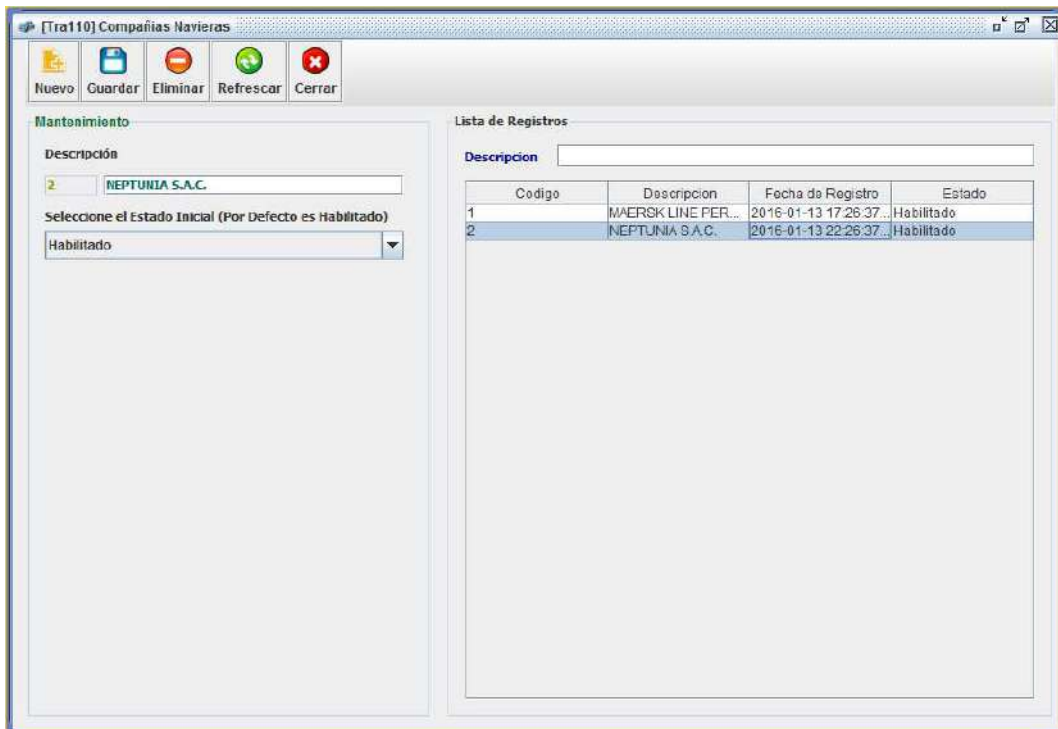 [Tra110] Compañias Navieras
Nuevo Guardar Eliminar Refrescar Cerrar
Mantenimiento
Descripción
2 NEPTUNIA S.A.C.
Seleccione el Estado Inicial (Por Defecto es Habilitado)
Habilitado
Lista de Registros
Descripcion
Codigo Descripcion Fecha de Registro Estado
1 MAERSK LINE PER... 2016-01-13 17:26:37... Habilitado
2 NEPTUNIA S.A.C. 2016-01-13 22:26:37... Habilitado